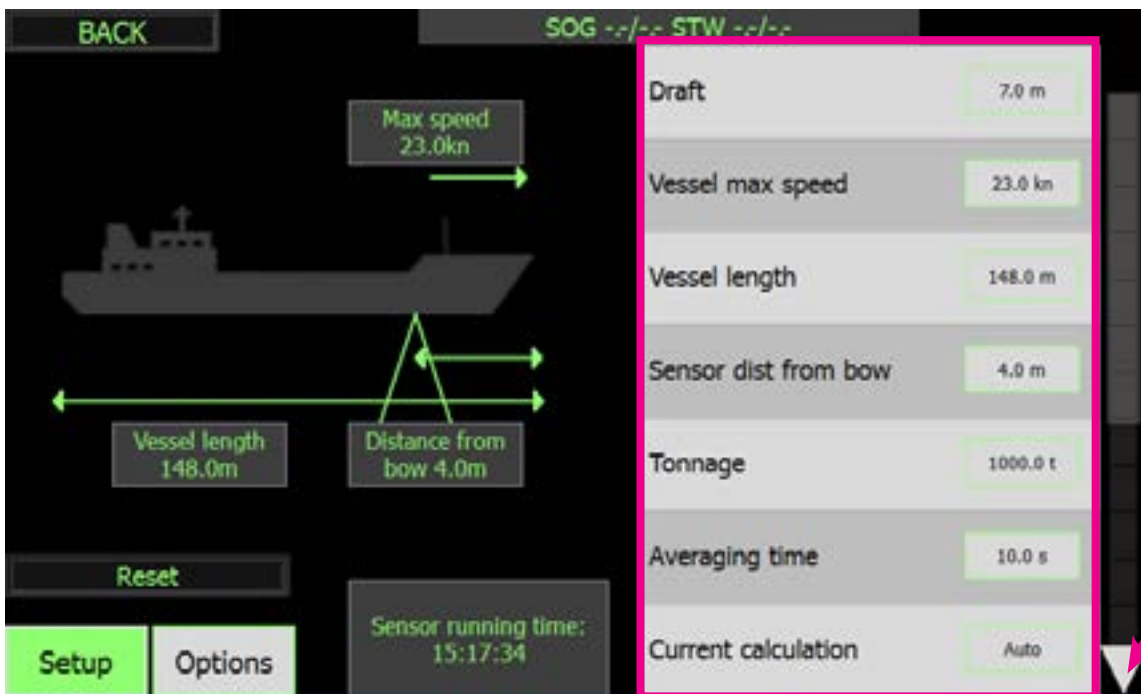 BACK
SOG -.-/-.- STW -.-/-.-
Max speed
23.0kn
Vessel length
148.0m
Distance from
bow 4.0m
Reset
Setup
Options
Sensor running time:
15:17:34
Draft 7.0 m
Vessel max speed 23.0 kn
Vessel length 148.0 m
Sensor dist from bow 4.0 m
Tonnage 1000.0 t
Averaging time 10.0 s
Current calculation Auto